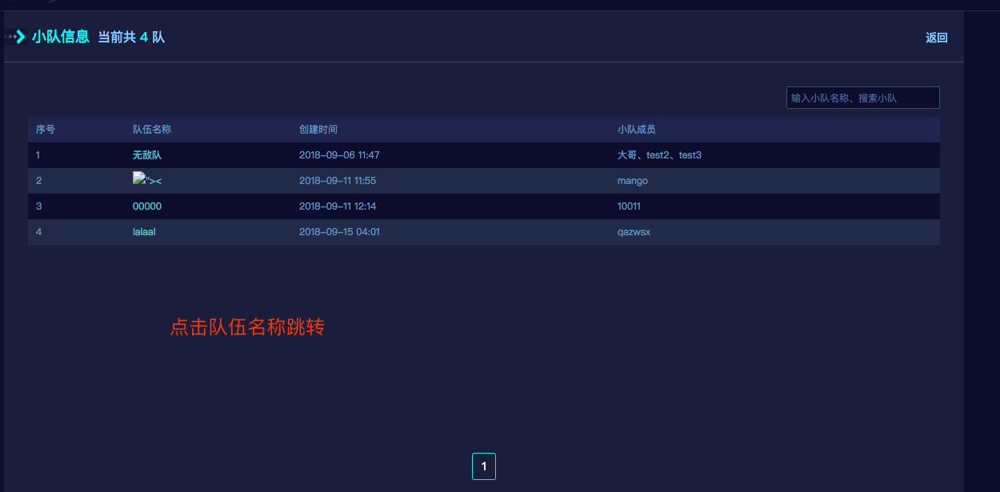 小队信息 当前共 4 队
返回
输入小队名称、搜索小队
序号 队伍名称 创建时间 小队成员
1 无敌队 2018-09-06 11:47 大哥、test2、test3
2 ">< 2018-09-11 11:55 mango
3 00000 2018-09-11 12:14 10011
4 lalaal 2018-09-15 04:01 qazwsx
点击队伍名称跳转
1